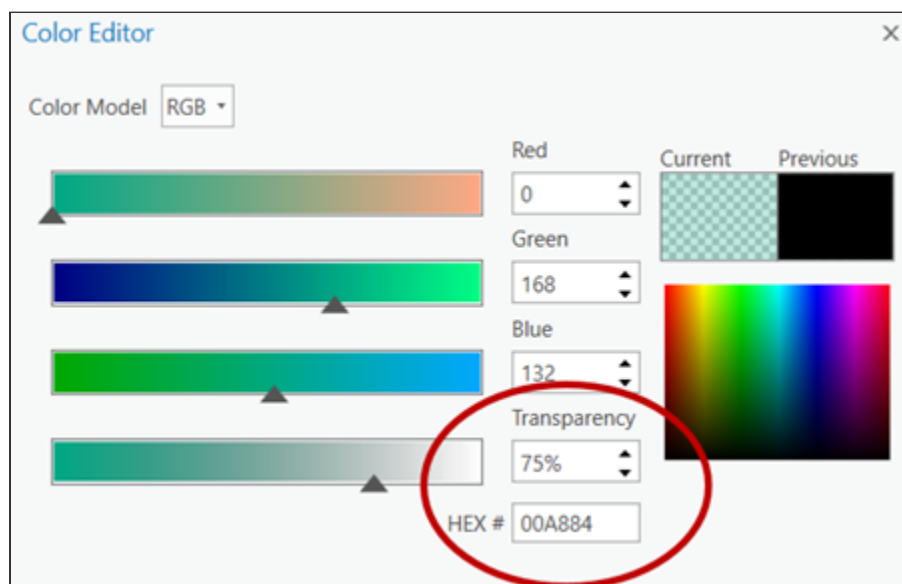 Color Editor
Color Model RGB
Red
Current Previous
0
Green
168
Blue
132
Transparency
75%
HEX # 00A884